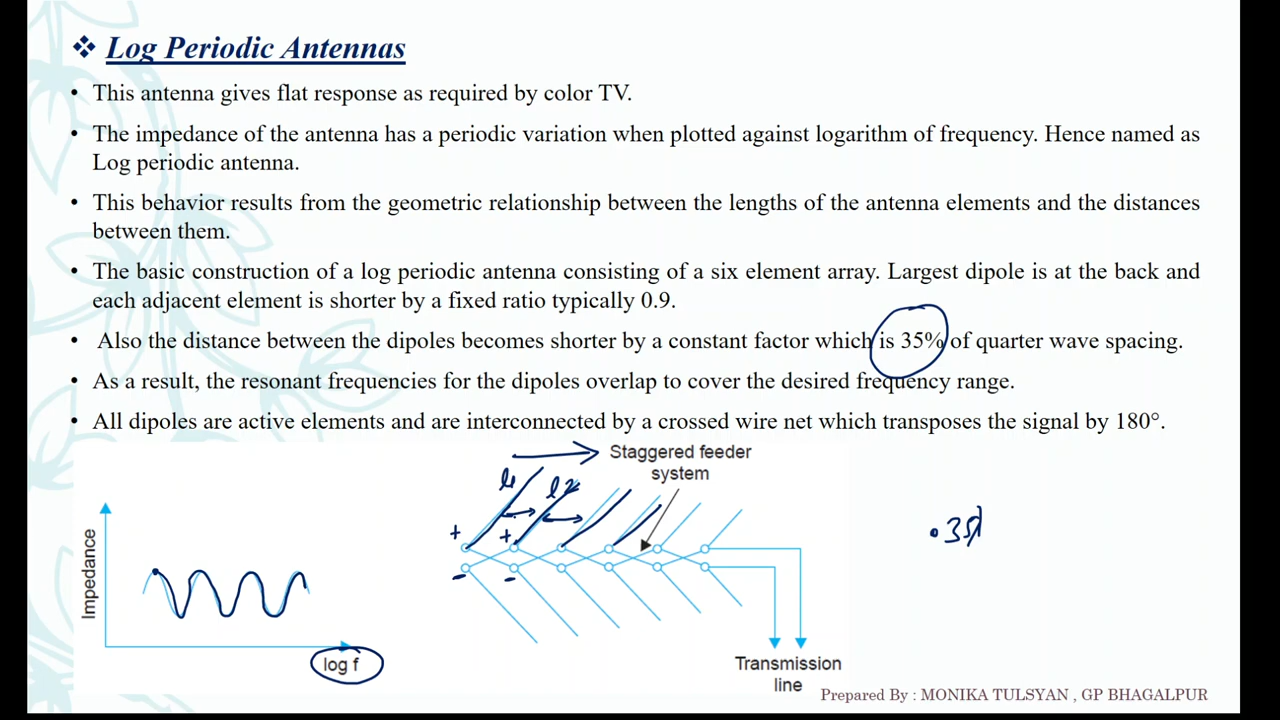 ❖ Log Periodic Antennas
• This antenna gives flat response as required by color TV.
• The impedance of the antenna has a periodic variation when plotted against logarithm of frequency. Hence named as
Log periodic antenna.
• This behavior results from the geometric relationship between the lengths of the antenna elements and the distances
between them.
• The basic construction of a log periodic antenna consisting of a six element array. Largest dipole is at the back and
each adjacent element is shorter by a fixed ratio typically 0.9.
• Also the distance between the dipoles becomes shorter by a constant factor which is 35% of quarter wave spacing.
• As a result, the resonant frequencies for the dipoles overlap to cover the desired frequency range.
• All dipoles are active elements and are interconnected by a crossed wire net which transposes the signal by 180°.
Staggered feeder
system
l1 l2
+ +
- -
Impedance
log f
Transmission
line
Prepared By : MONIKA TULSYAN , GP BHAGALPUR